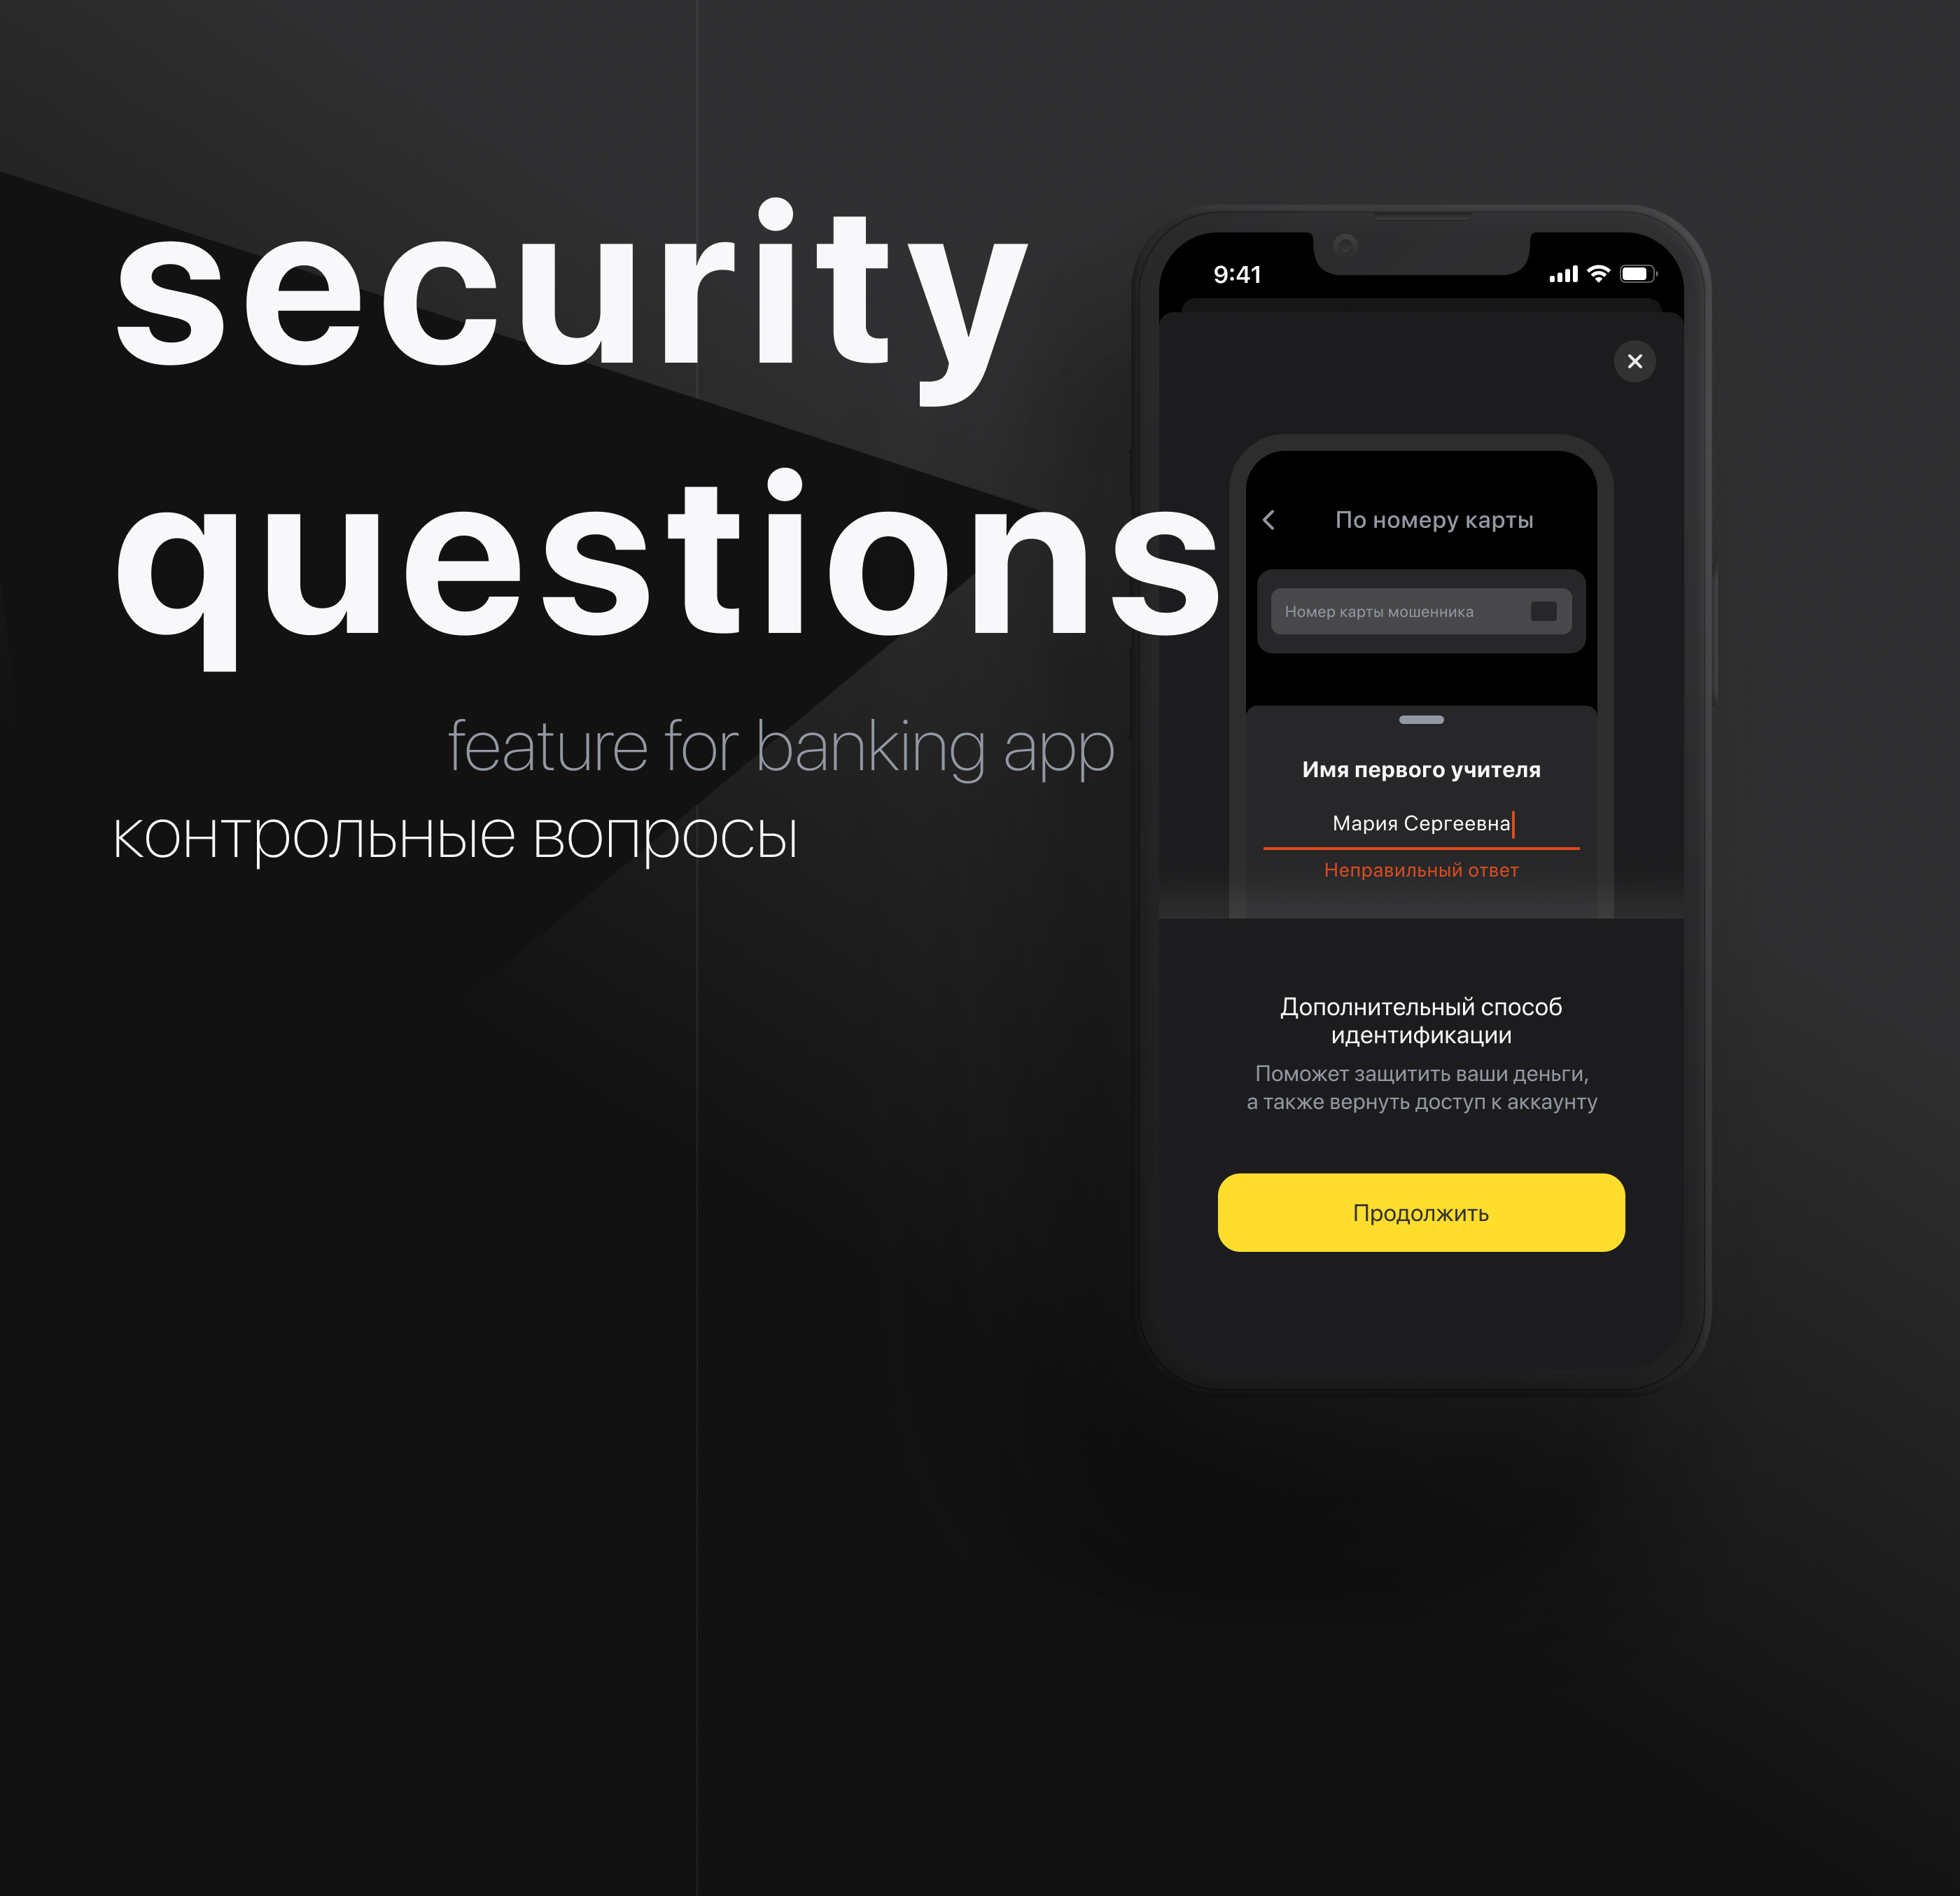 security
questions
feature for banking app
контрольные вопросы
9:41
По номеру карты
Номер карты мошенника
Имя первого учителя
Мария Сергеевна
Неправильный ответ
Дополнительный способ
идентификации
Поможет защитить ваши деньги,
а также вернуть доступ к аккаунту
Продолжить